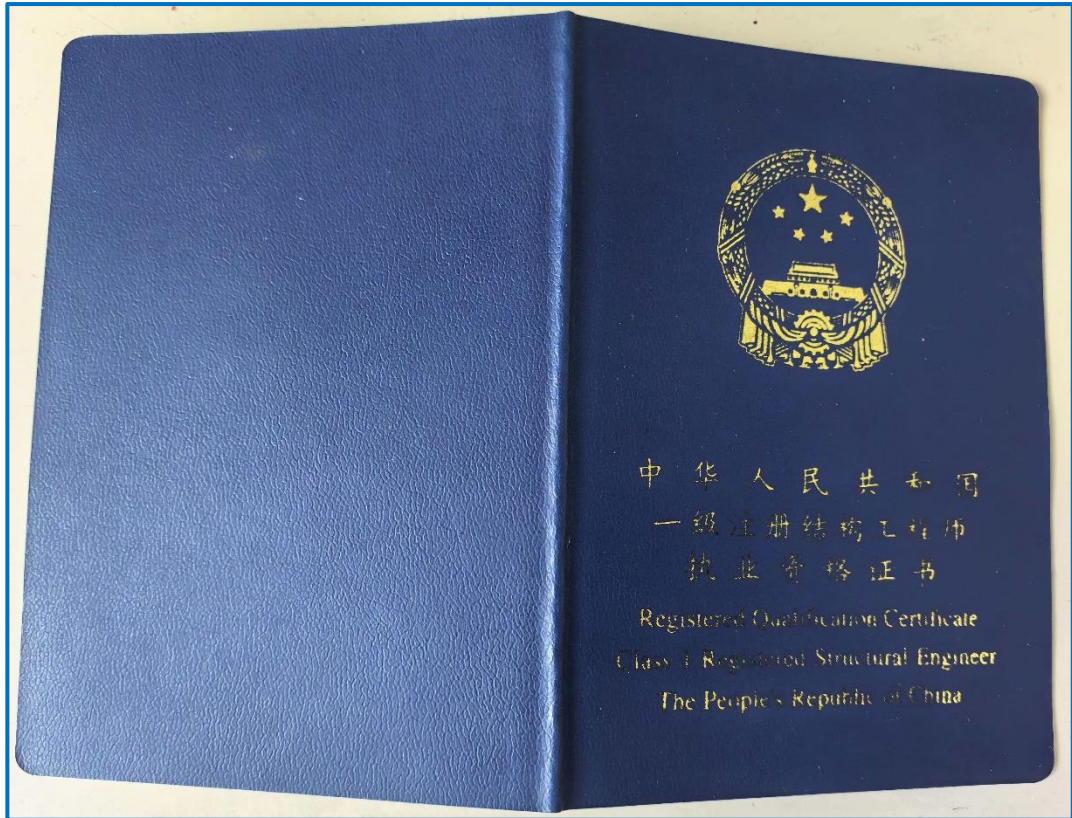 中华人民共和国
一级注册结构工程师
执业资格证书
Registered Qualification Certificate
Class 1 Registered Structural Engineer
The People's Republic of China